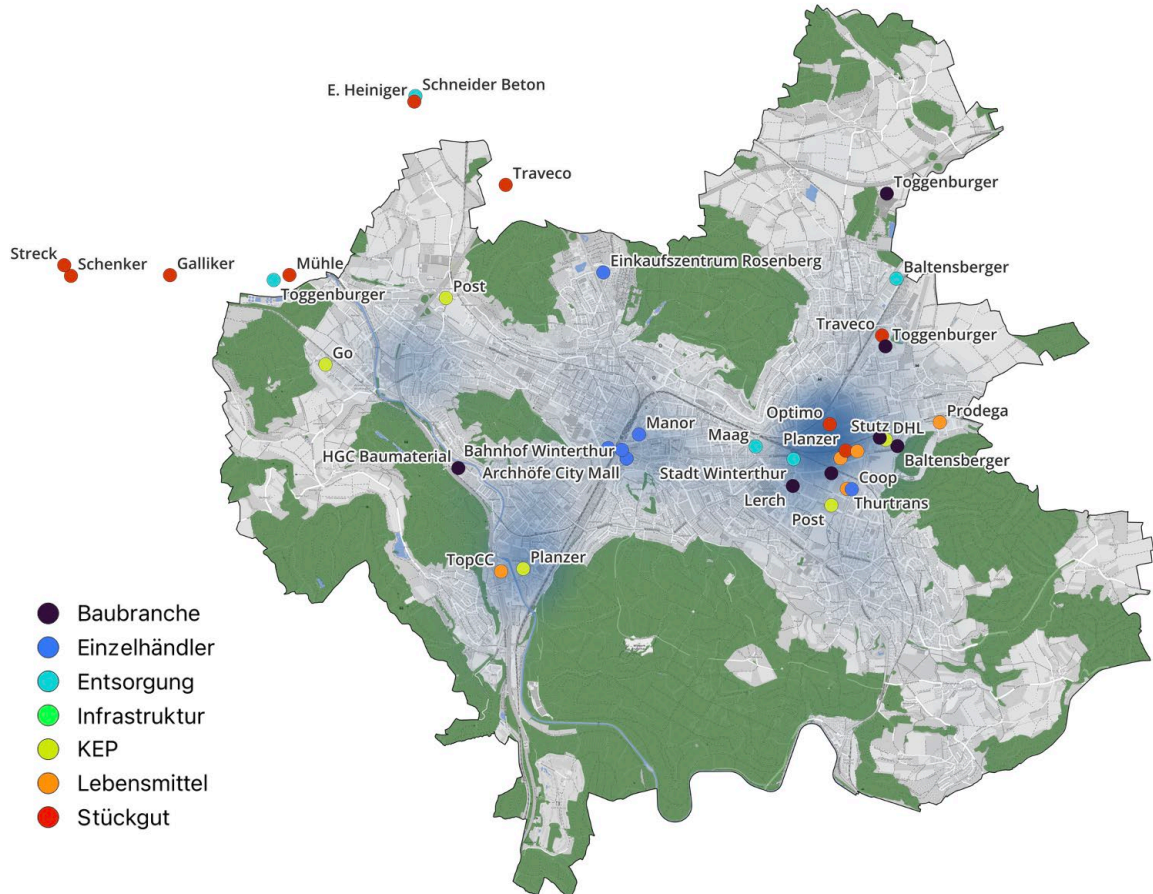 E. Heiniger
Schneider Beton
Traveco
Toggenburger
Streck
Schenker
Galliker
Mühle
Toggenburger
Post
Einkaufszentrum Rosenberg
Baltensberger
Traveco
Toggenburger
Go
Optimo
Prodega
Manor
Maag
Planzer
Stutz
DHL
HGC Baumaterial
Bahnhof Winterthur
Baltensberger
Archhöfe City Mall
Stadt Winterthur
Coop
Lerch
Thurtrans
Post
TopCC
Planzer
Baubranche
Einzelhändler
Entsorgung
Infrastruktur
KEP
Lebensmittel
Stückgut